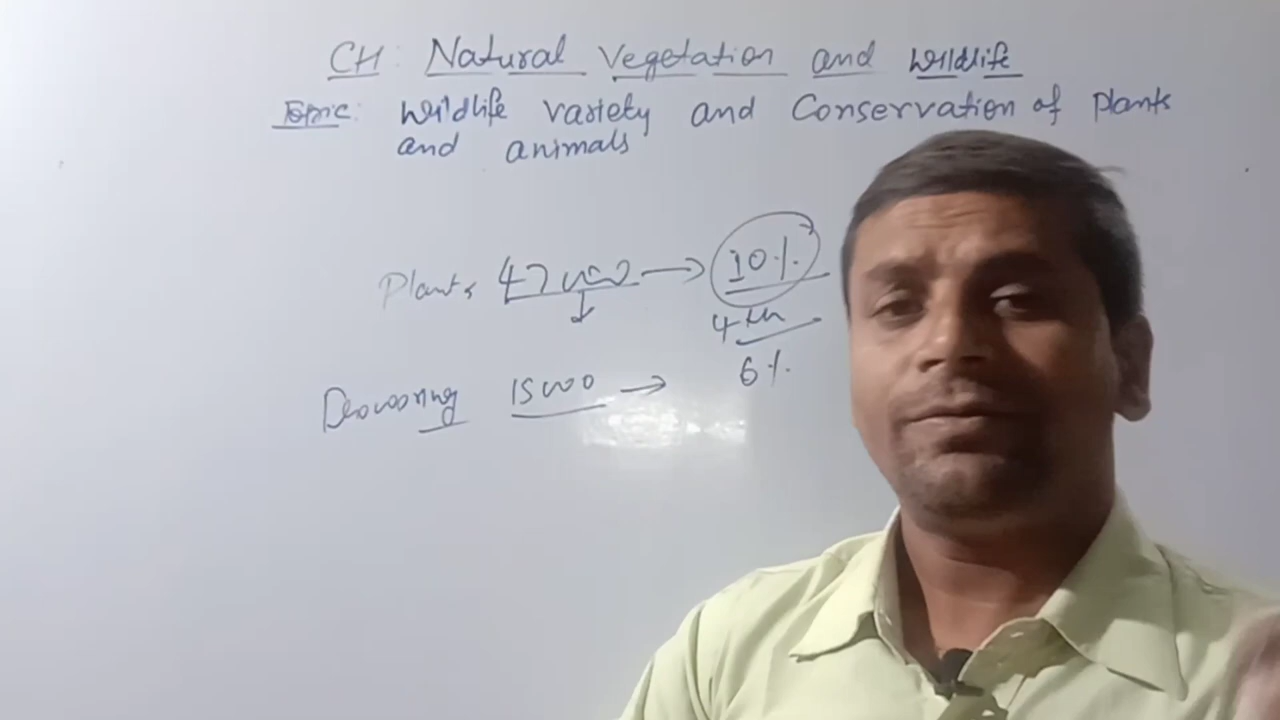 CH: Natural Vegetation and Wildlife
Topic: Wildlife variety and Conservation of plants
and animals
Plants 47000 → 10%
4th
6%
15000 →